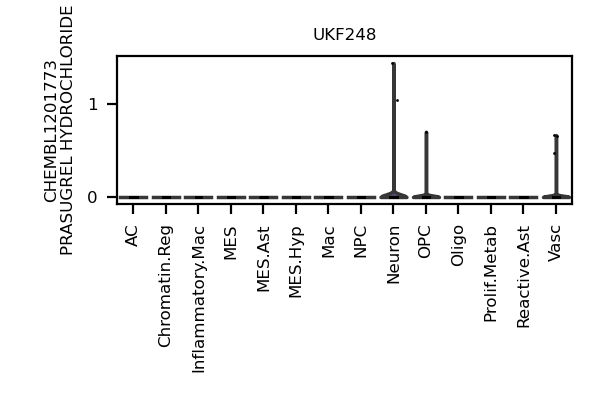 UKF248
CHEMBL1201773
PRASUGREL HYDROCHLORIDE
1
0
AC
Chromatin.Reg
Inflammatory.Mac
MES
MES.Ast
MES.Hyp
Mac
NPC
Neuron
OPC
Oligo
Prolif.Metab
Reactive.Ast
Vasc